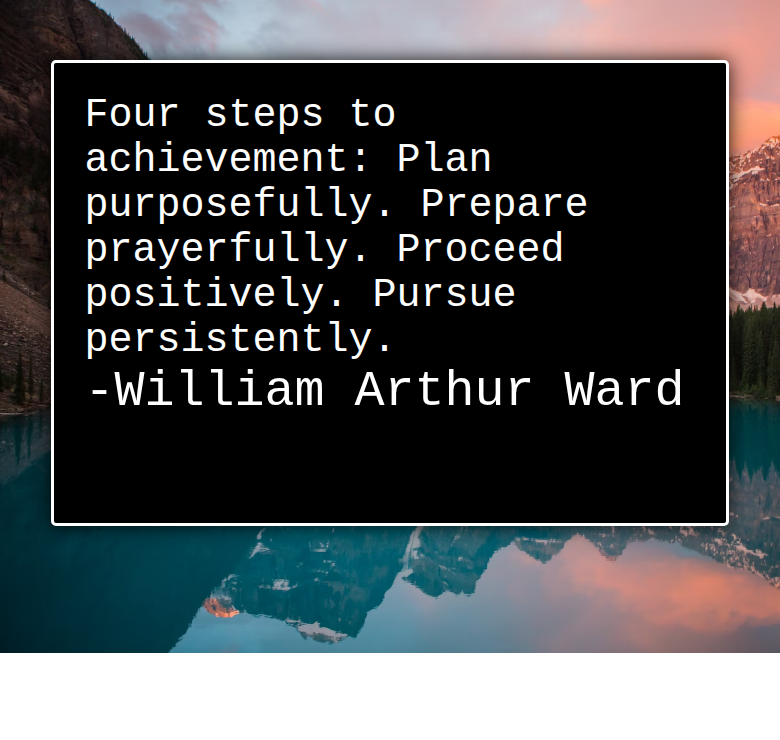 Four steps to
achievement: Plan
purposefully. Prepare
prayerfully. Proceed
positively. Pursue
persistently.
-William Arthur Ward